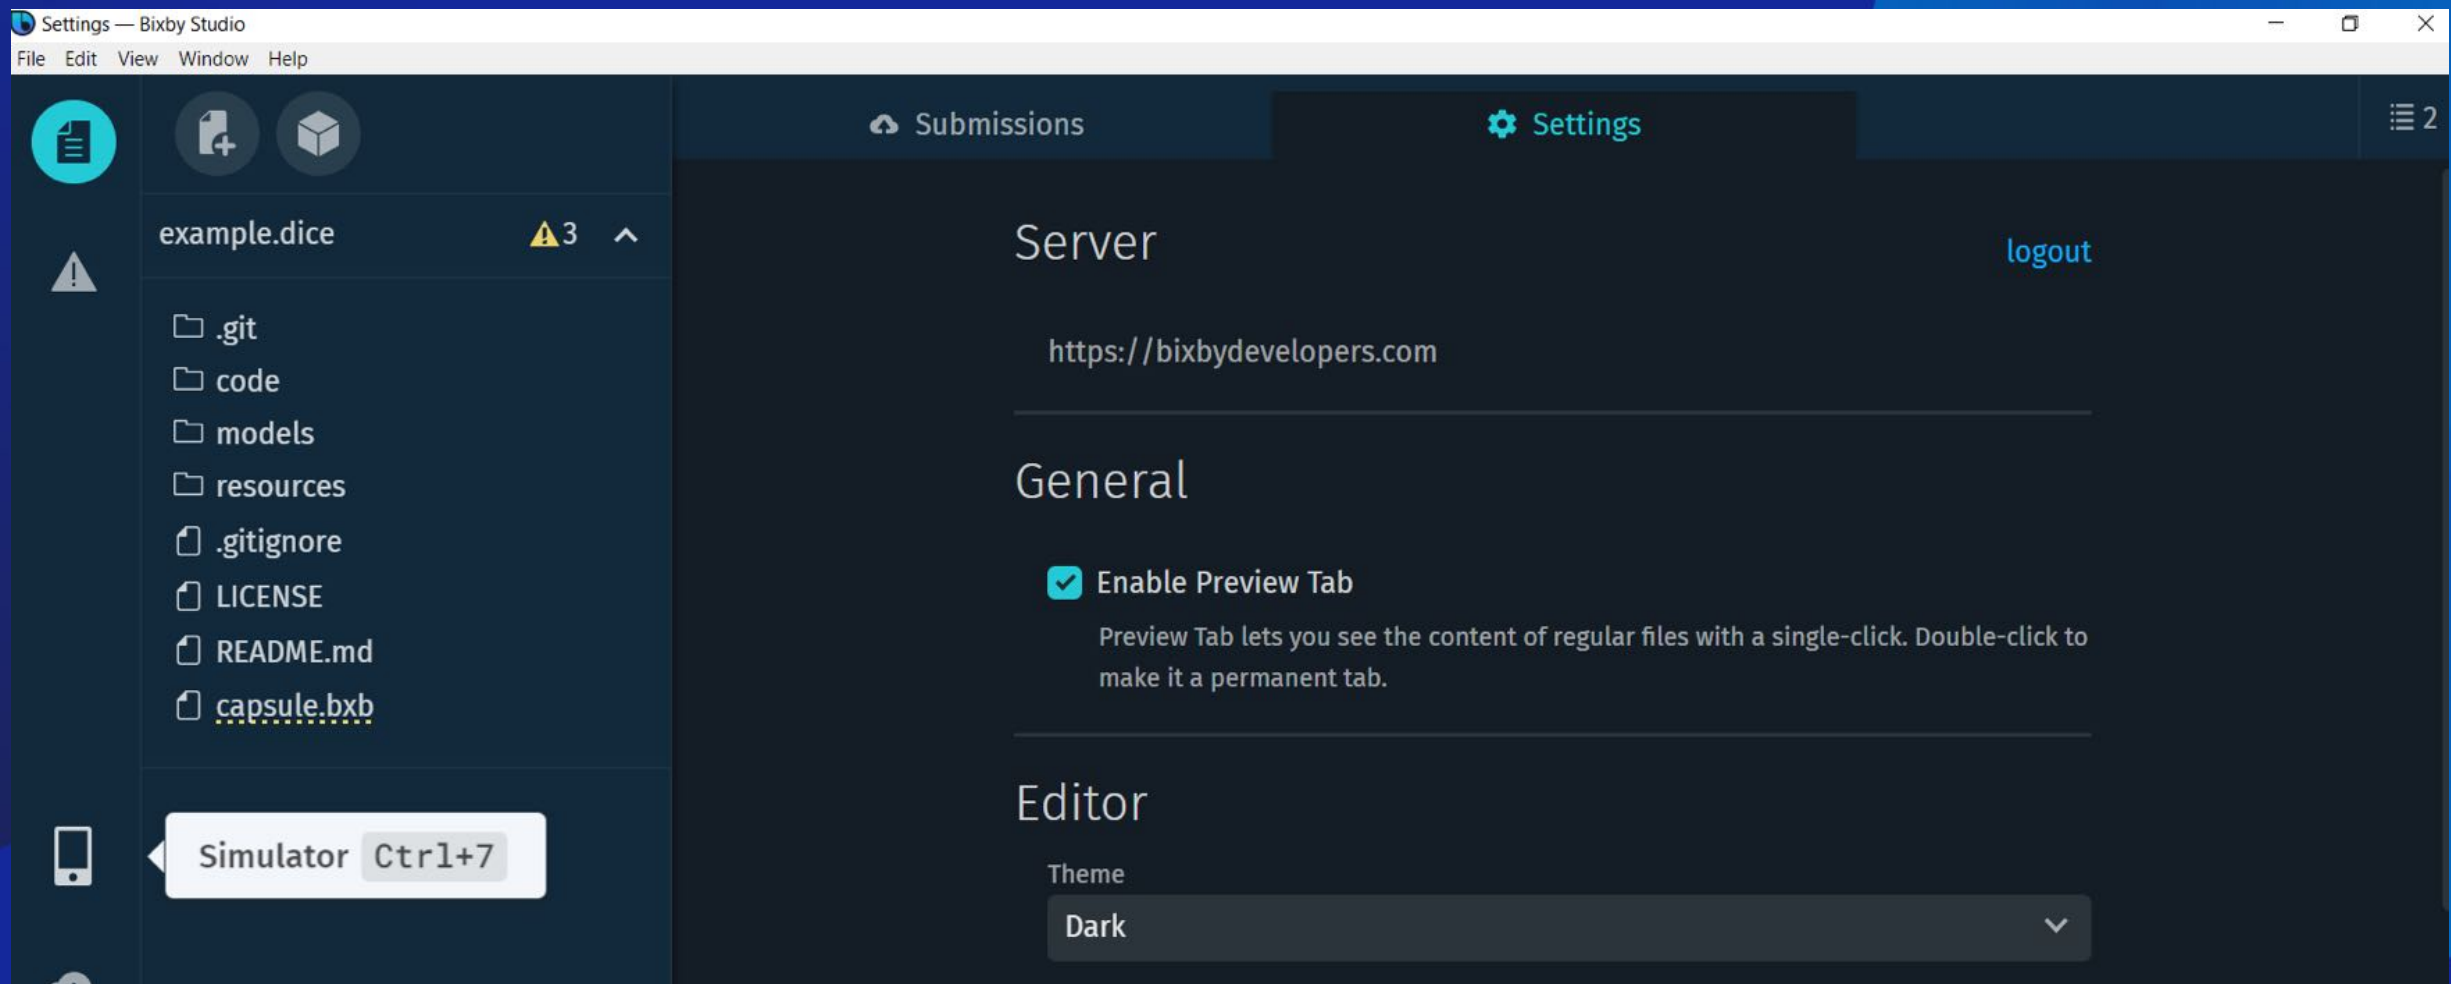 Settings — Bixby Studio
File Edit View Window Help
Submissions
Settings
2
example.dice
3
.git
code
models
resources
.gitignore
LICENSE
README.md
capsule.bxb
Simulator Ctrl+7
Server
logout
https://bixbydevelopers.com
General
Enable Preview Tab
Preview Tab lets you see the content of regular files with a single-click. Double-click to
make it a permanent tab.
Editor
Theme
Dark